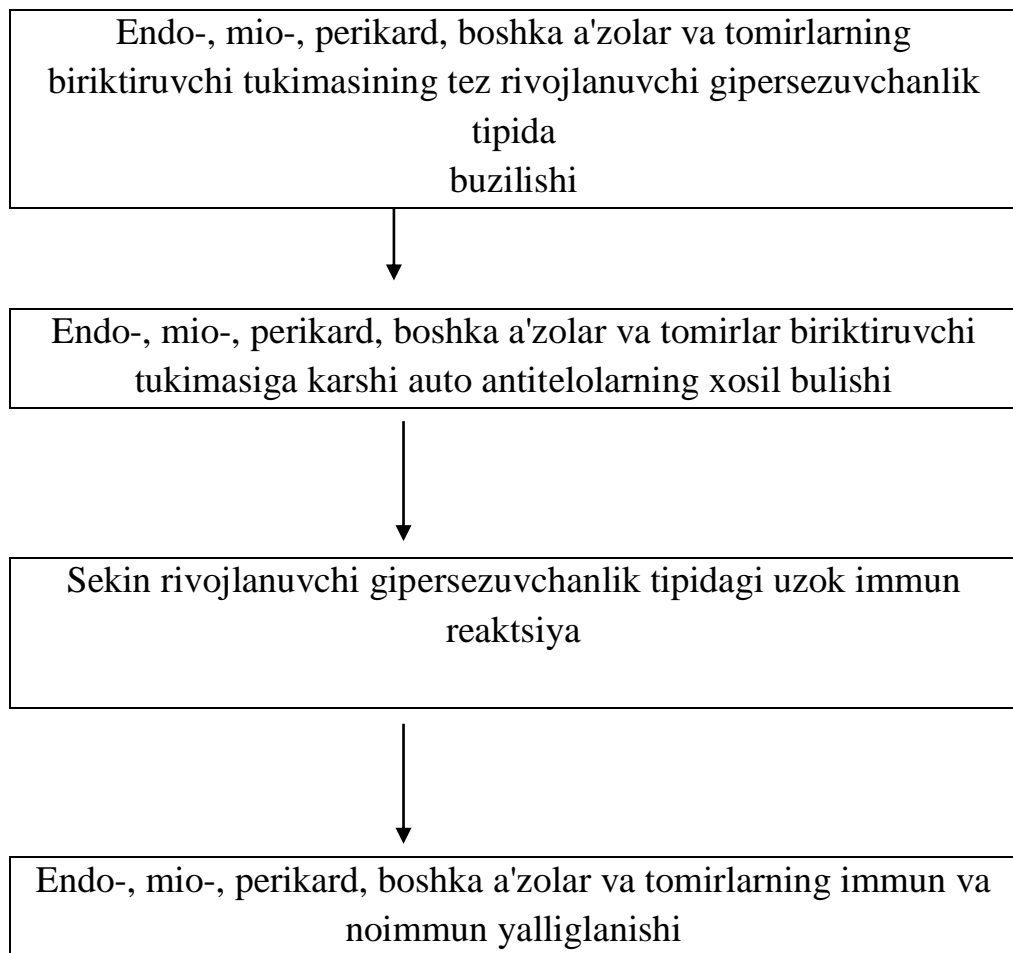 Endo-, mio-, perikard, boshka a'zolar va tomirlarning
biriktiruvchi tukimasining tez rivojlanuvchi gipersezuvchanlik
tipida
buzilishi
Endo-, mio-, perikard, boshka a'zolar va tomirlar biriktiruvchi
tukimasiga karshi auto antitelolarning xosil bulishi
Sekin rivojlanuvchi gipersezuvchanlik tipidagi uzok immun
reaktsiya
Endo-, mio-, perikard, boshka a'zolar va tomirlarning immun va
noimmun yalliglanishi